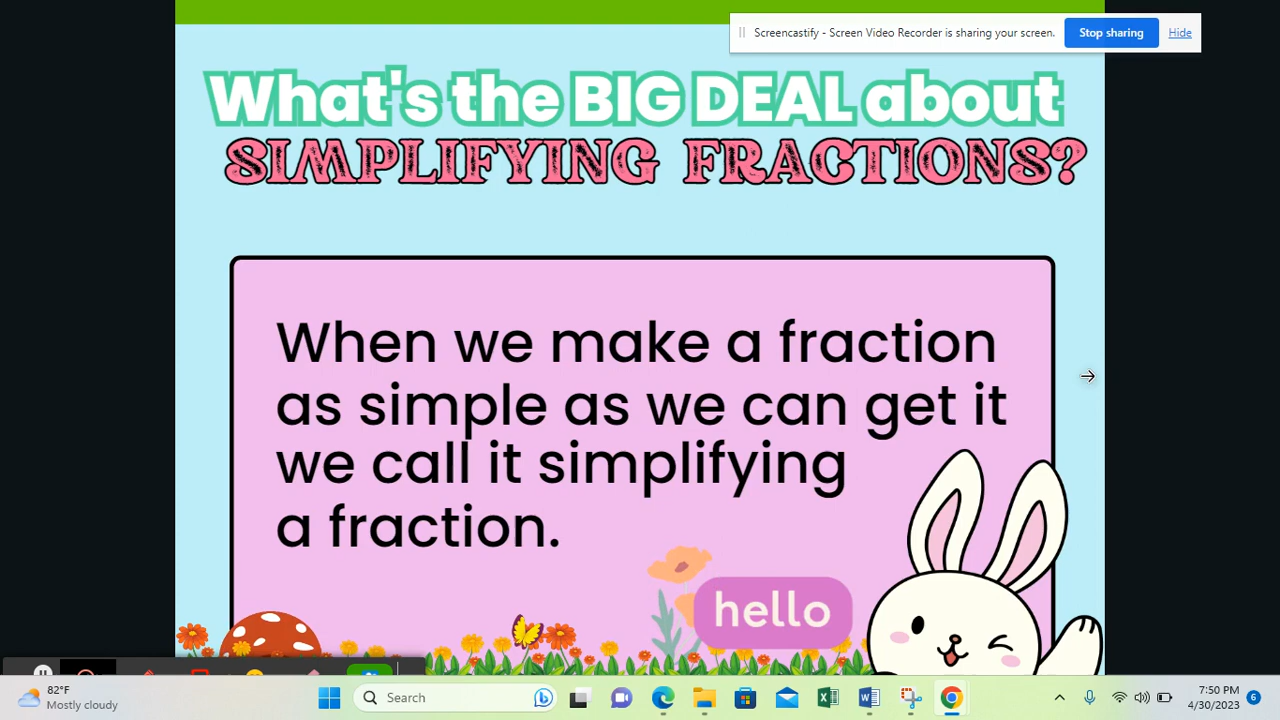 Screencastify - Screen Video Recorder is sharing your screen.
Stop sharing
Hide
What's the BIG DEAL about
SIMPLIFYING FRACTIONS?
When we make a fraction
as simple as we can get it
we call it simplifying
a fraction.
hello
82°F
Mostly cloudy
Search
7:50 PM
4/30/2023
6